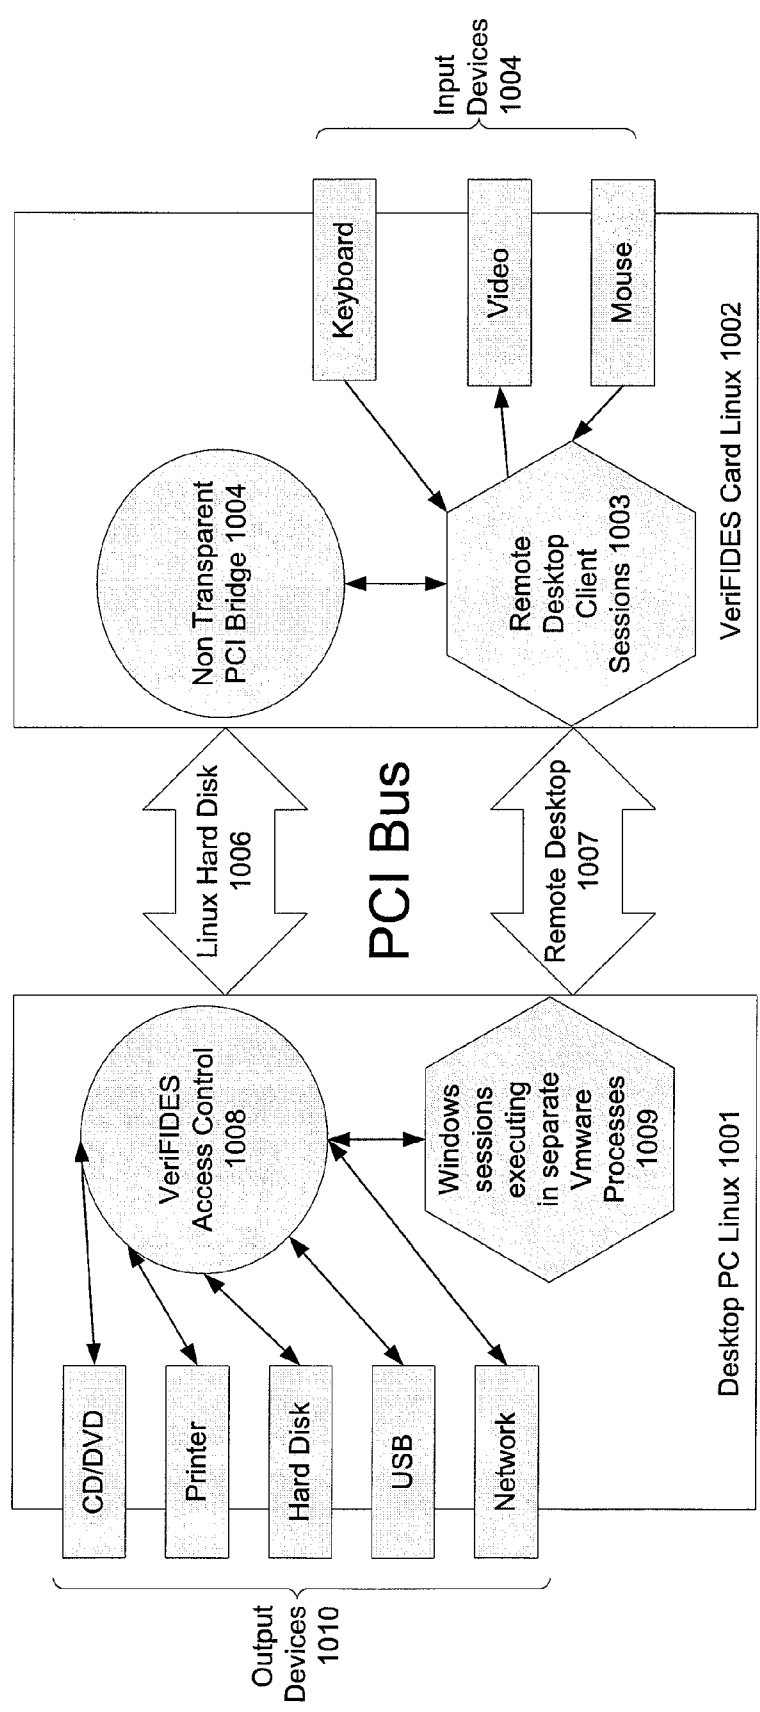 Output
Devices
1010
CD/DVD
Printer
Hard Disk
USB
Network
VeriFIDES
Access Control
1008
Windows
sessions
executing
in separate
Vmware
Processes
1009
Desktop PC Linux 1001
Linux Hard Disk
1006
PCI Bus
Remote Desktop
1007
Non Transparent
PCI Bridge 1004
Remote
Desktop
Client
Sessions 1003
Keyboard
Video
Mouse
VeriFIDES Card Linux 1002
Input
Devices
1004